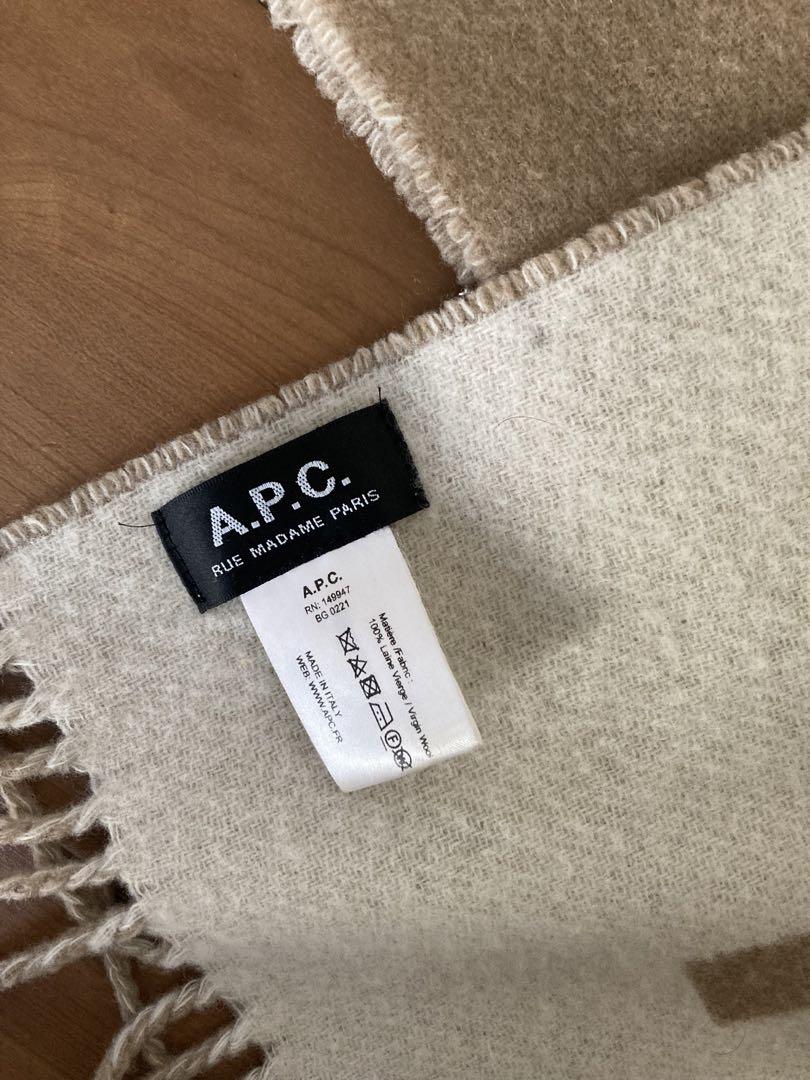 A.P.C.
RUE MADAME PARIS
A.P.C.
RN: 149947
BG 0221
Matière /Fabric :
100% Laine Vierge / Virgin Wool
F
MADE IN ITALY
WEB: WWW.APC.FR